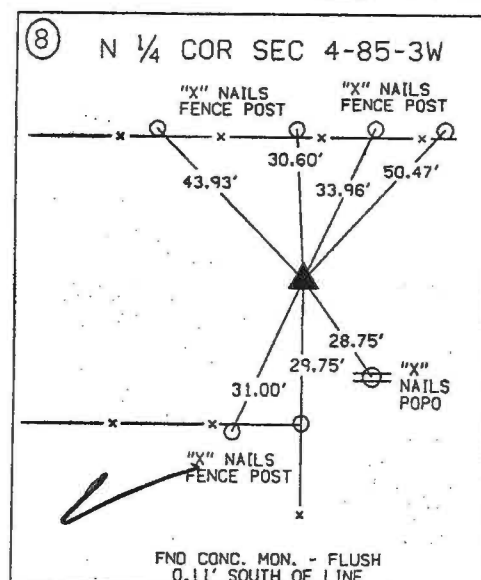 8
N 1/4 COR SEC 4-85-3W
"X" NAILS
FENCE POST
"X" NAILS
FENCE POST
43.93'
30.60'
33.96'
50.47'
28.75'
29.75'
31.00'
"X"
NAILS
POPO
"X" NAILS
FENCE POST
FND CONC. MON. - FLUSH
0.11' SOUTH OF LINE